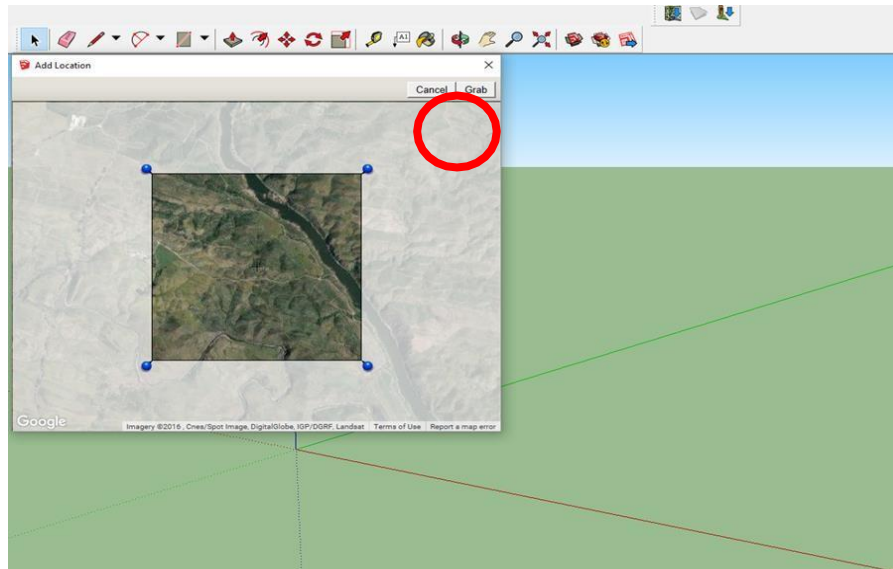 A1
Add Location
Cancel Grab
Google
Imagery ©2016 , Cnes/Spot Image, DigitalGlobe, IGP/DGRF, Landsat Terms of Use Report a map error